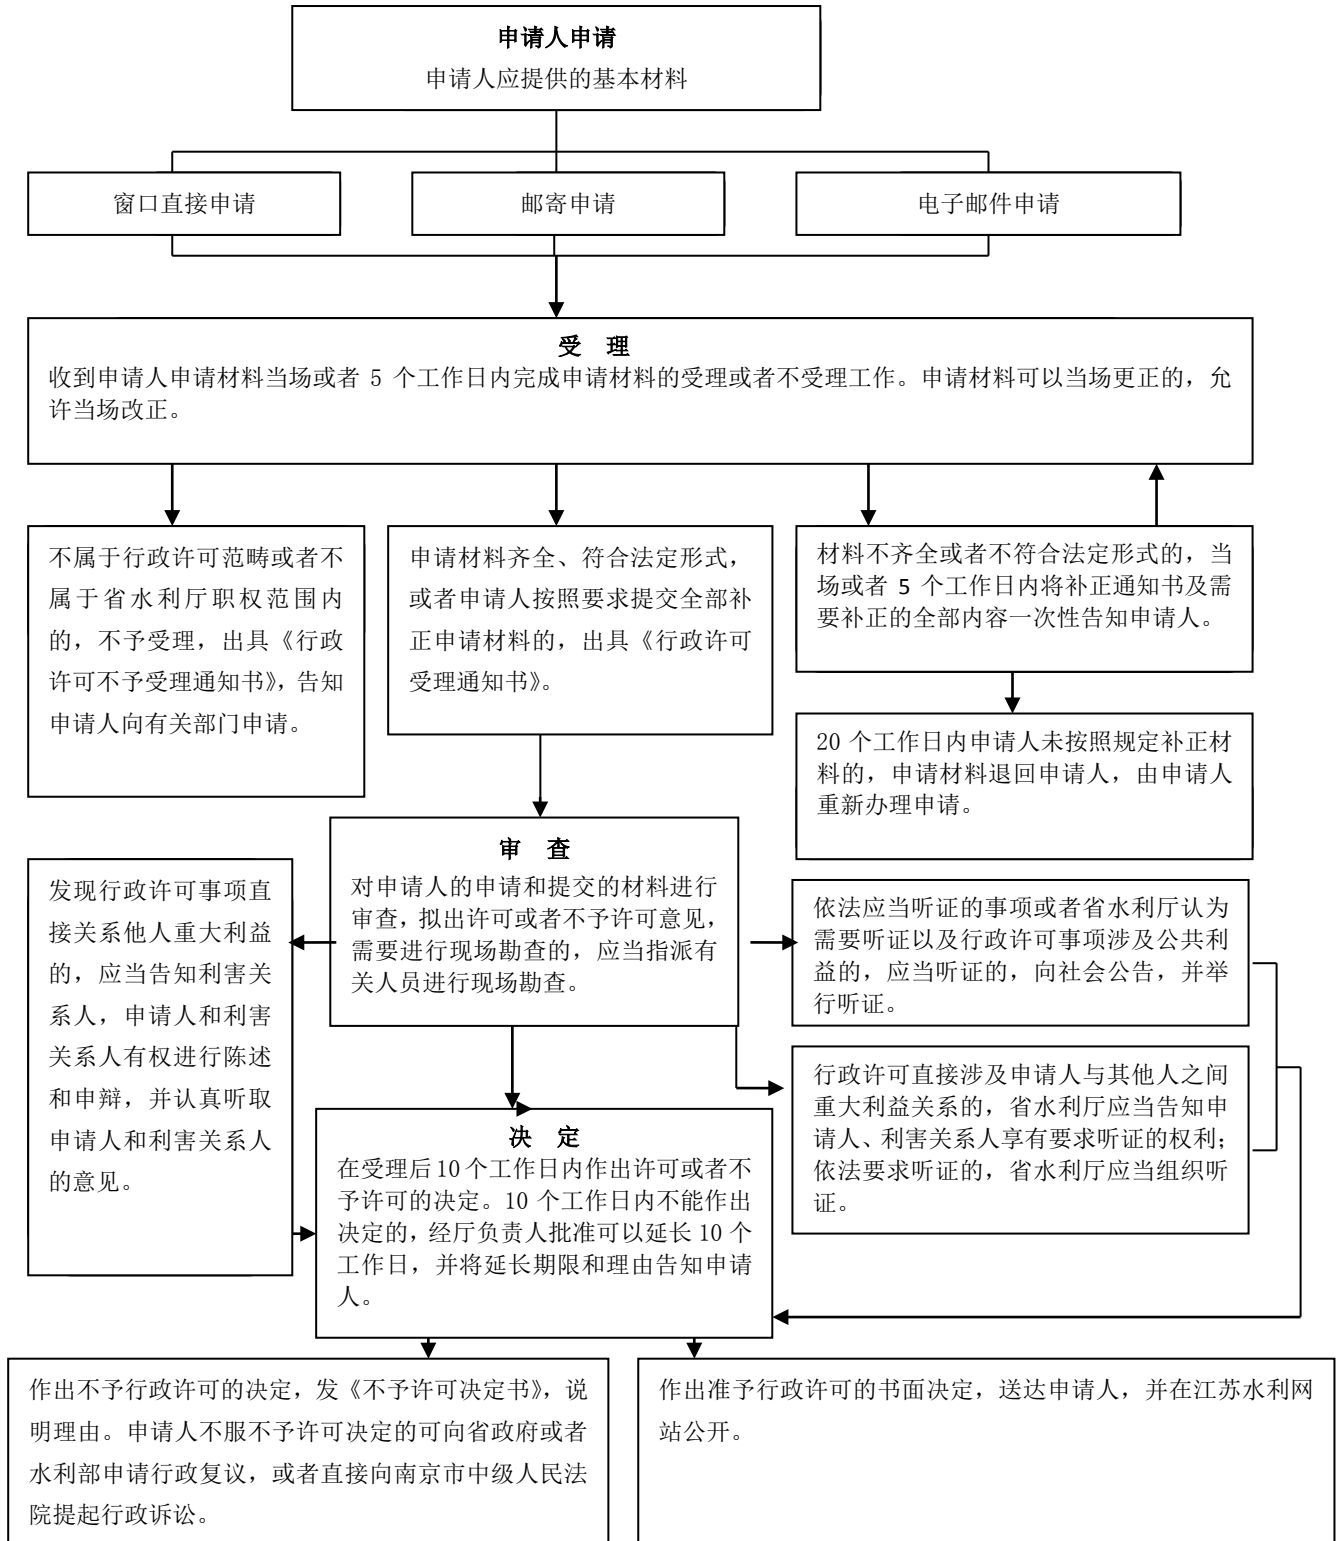 申请人申请
申请人应提供的基本材料
窗口直接申请
邮寄申请
电子邮件申请
受 理
收到申请人申请材料当场或者 5 个工作日内完成申请材料的受理或者不受理工作。申请材料可以当场更正的，允
许当场改正。
不属于行政许可范畴或者不
属于省水利厅职权范围内
的，不予受理，出具《行政
许可不予受理通知书》，告知
申请人向有关部门申请。
申请材料齐全、符合法定形式，
或者申请人按照要求提交全部补
正申请材料的，出具《行政许可
受理通知书》。
材料不齐全或者不符合法定形式的，当
场或者 5 个工作日内将补正通知书及需
要补正的全部内容一次性告知申请人。
20 个工作日内申请人未按照规定补正材
料的，申请材料退回申请人，由申请人
重新办理申请。
审 查
对申请人的申请和提交的材料进行
审查，拟出许可或者不予许可意见，
需要进行现场勘查的，应当指派有
关人员进行现场勘查。
发现行政许可事项直
接关系他人重大利益
的，应当告知利害关
系人，申请人和利害
关系人有权进行陈述
和申辩，并认真听取
申请人和利害关系人
的意见。
依法应当听证的事项或者省水利厅认为
需要听证以及行政许可事项涉及公共利
益的，应当听证的，向社会公告，并举
行听证。
行政许可直接涉及申请人与其他人之间
重大利益关系的，省水利厅应当告知申
请人、利害关系人享有要求听证的权利；
依法要求听证的，省水利厅应当组织听
证。
决 定
在受理后 10 个工作日内作出许可或者不
予许可的决定。10 个工作日内不能作出
决定的，经厅负责人批准可以延长 10 个
工作日，并将延长期限和理由告知申请
人。
作出不予行政许可的决定，发《不予许可决定书》，说
明理由。申请人不服不予许可决定的可向省政府或者
水利部申请行政复议，或者直接向南京市中级人民法
院提起行政诉讼。
作出准予行政许可的书面决定，送达申请人，并在江苏水利网
站公开。